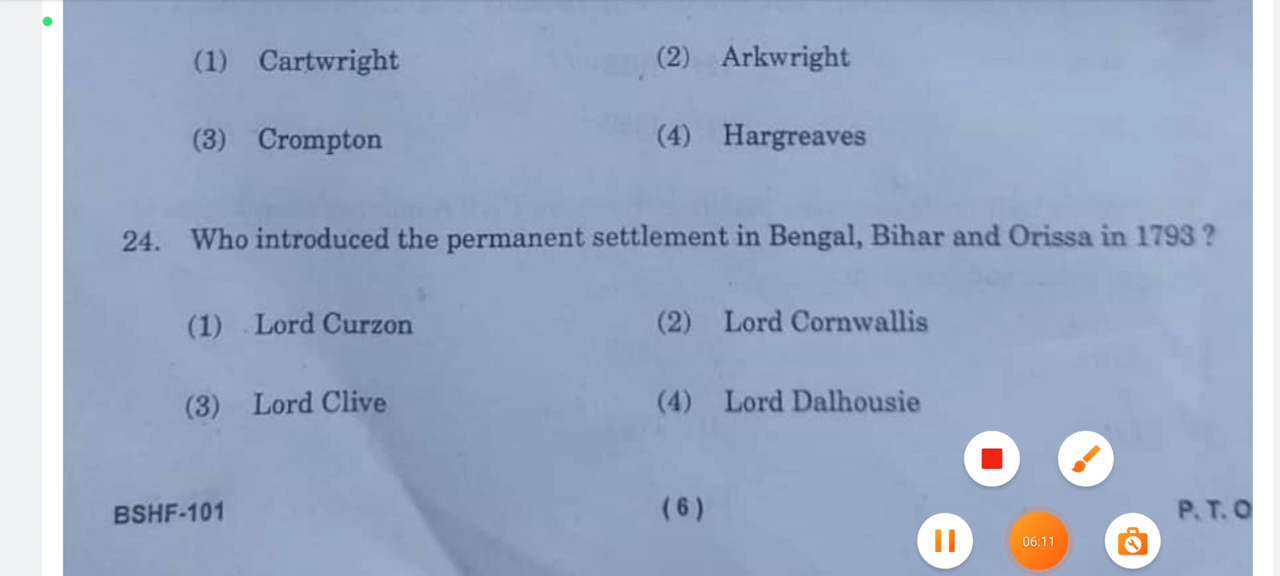 (1) Cartwright (2) Arkwright
(3) Crompton (4) Hargreaves
24. Who introduced the permanent settlement in Bengal, Bihar and Orissa in 1793 ?
(1) Lord Curzon (2) Lord Cornwallis
(3) Lord Clive (4) Lord Dalhousie
BSHF-101 (6) P. T. O
06:11